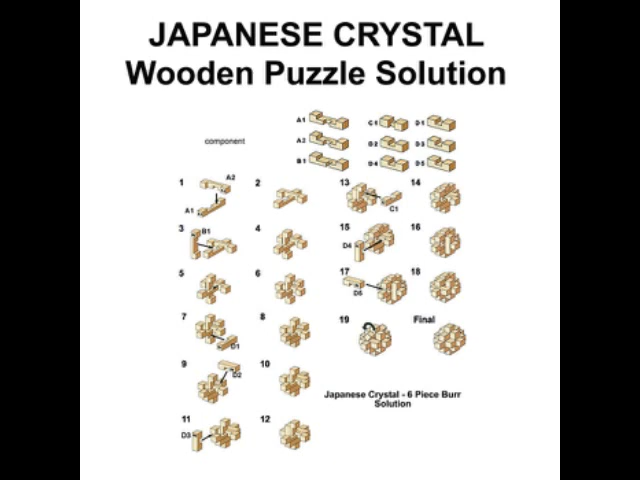 JAPANESE CRYSTAL
Wooden Puzzle Solution
component
A1 C1 D1
A2 D2 D3
B1 D4 D5
1 A2 2 13 14
A1 C1
3 B1 4 15 16
D4
5 6 17 18
D5
7 8 19 Final
D1
9 10
D2
Japanese Crystal - 6 Piece Burr
Solution
11 12
D3